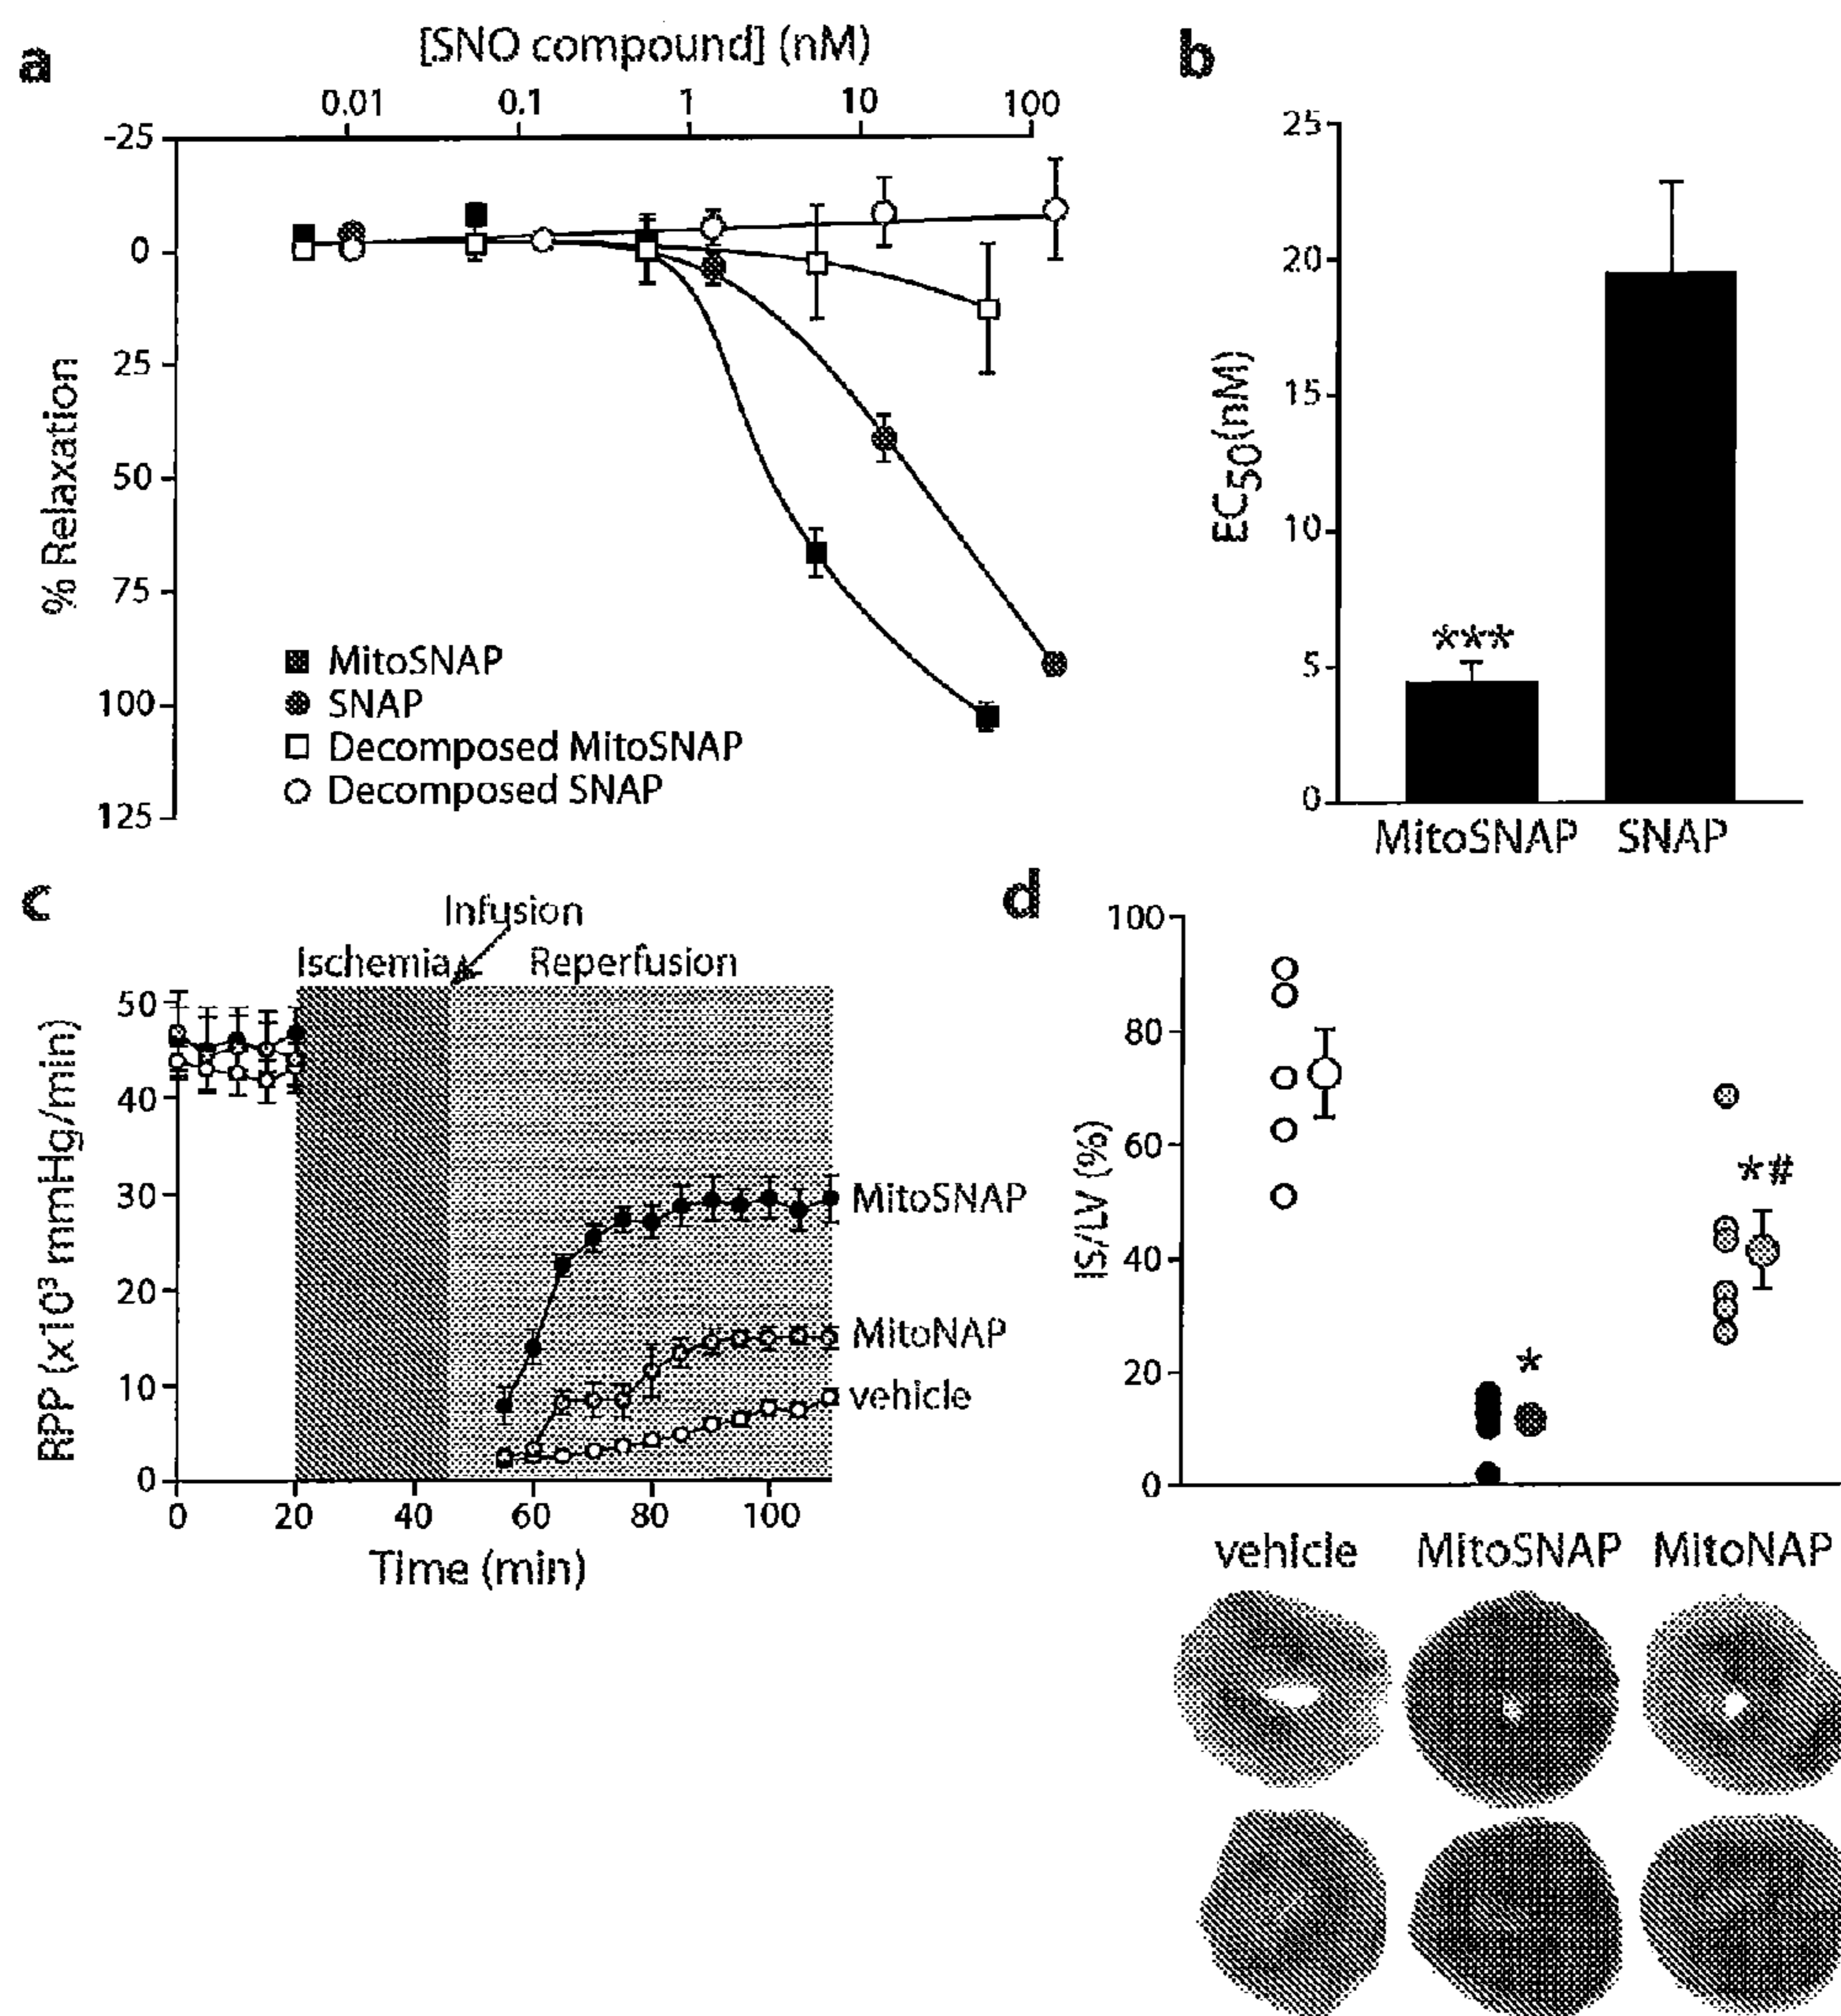 a
[SNO compound] (nM)
0.01 0.1 1 10 100
-25
0
25
50
75
100
125
% Relaxation
MitoSNAP
SNAP
Decomposed MitoSNAP
Decomposed SNAP
b
25
20
15
10
5
0
EC50(nM)
***
MitoSNAP SNAP
c
Infusion
Ischemia Reperfusion
50
40
30
20
10
0
RPP (x10³ mmHg/min)
MitoSNAP
MitoNAP
vehicle
0 20 40 60 80 100
Time (min)
d
100
80
60
40
20
0
IS/LV (%)
*
*#
vehicle MitoSNAP MitoNAP